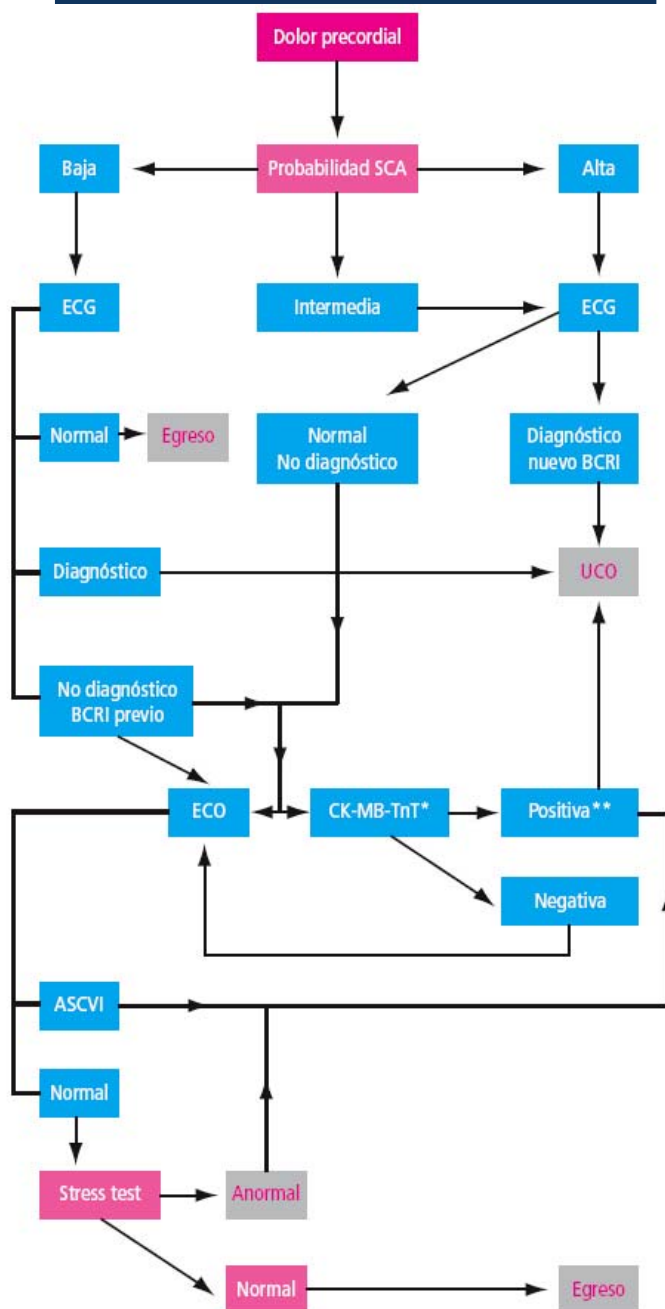 Dolor precordial
Baja
Probabilidad SCA
Alta
ECG
Intermedia
ECG
Normal
Egreso
Normal
No diagnóstico
Diagnóstico
nuevo BCRI
Diagnóstico
UCO
No diagnóstico
BCRI previo
ECO
CK-MB-TnT*
Positiva**
Negativa
ASCVI
Normal
Stress test
Anormal
Normal
Egreso